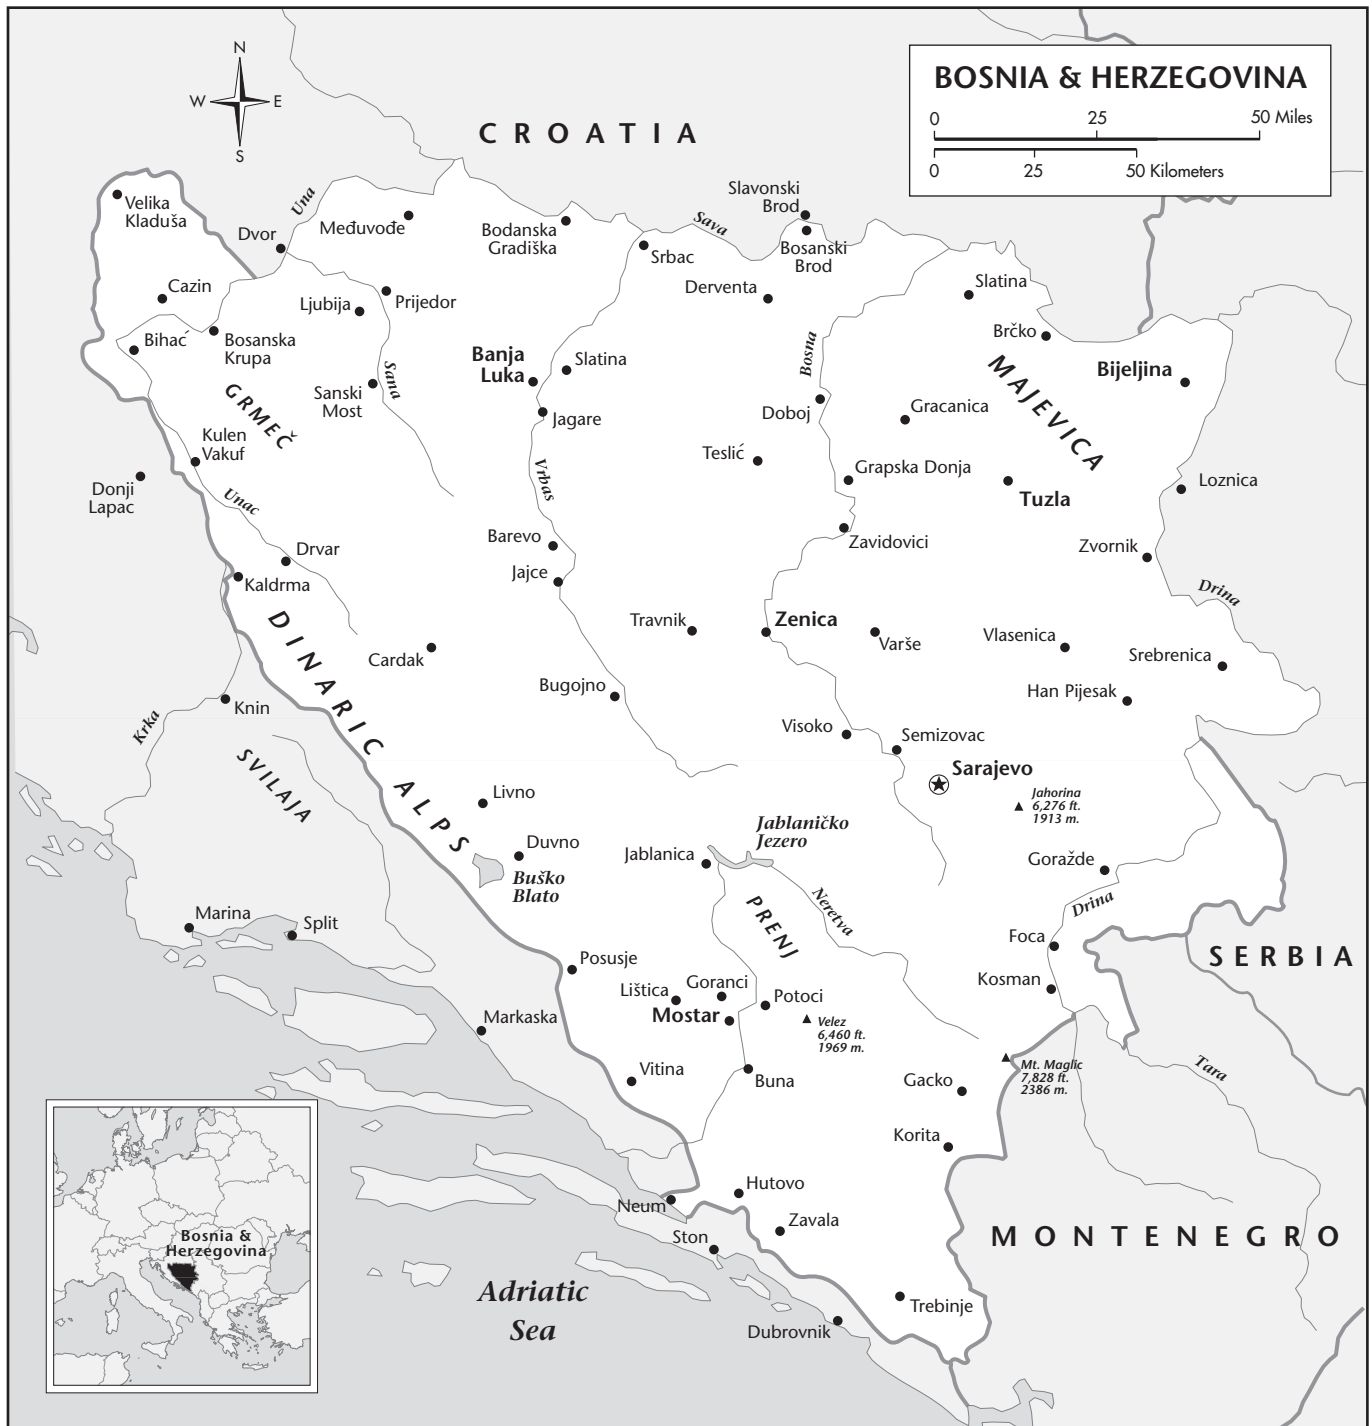 N
W E
S
BOSNIA & HERZEGOVINA
0 25 50 Miles
0 25 50 Kilometers
CROATIA
Velika
Kladuša
Una
Dvor
Međuvođe
Bodanska
Gradiška
Sava
Slavonski
Brod
Bosanski
Brod
Srbac
Derventa
Slatina
Brčko
Cazin
Ljubija
Prijedor
Bihać
Bosanska
Krupa
GRMEČ
Sanski
Most
Sana
Banja
Luka
Slatina
Jagare
Bosna
Doboj
Gracanica
MAJEVICA
Bijeljina
Kulen
Vakuf
Donji
Lapac
Unac
Vrbas
Teslić
Grapska Donja
Tuzla
Loznica
Drvar
Kaldrma
Barevo
Jajce
Zavidovici
Zvornik
Drina
DINARIC ALPS
Cardak
Travnik
Zenica
Varše
Vlasenica
Srebrenica
Han Pijesak
Bugojno
Knin
Krka
SVILAJA
Visoko
Semizovac
Sarajevo
Jahorina
6,276 ft.
1913 m.
Livno
Duvno
Buško
Blato
Jablaničko
Jezero
Jablanica
PRENJ
Neretva
Goražde
Drina
Foca
Kosman
SERBIA
Marina
Split
Posusje
Lištica
Goranci
Mostar
Potoci
Velez
6,460 ft.
1969 m.
Markaska
Vitina
Buna
Gacko
Mt. Maglic
7,828 ft.
2386 m.
Tara
Korita
Hutovo
Neum
Zavala
Ston
MONTENEGRO
Trebinje
Dubrovnik
Adriatic
Sea
Bosnia &
Herzegovina